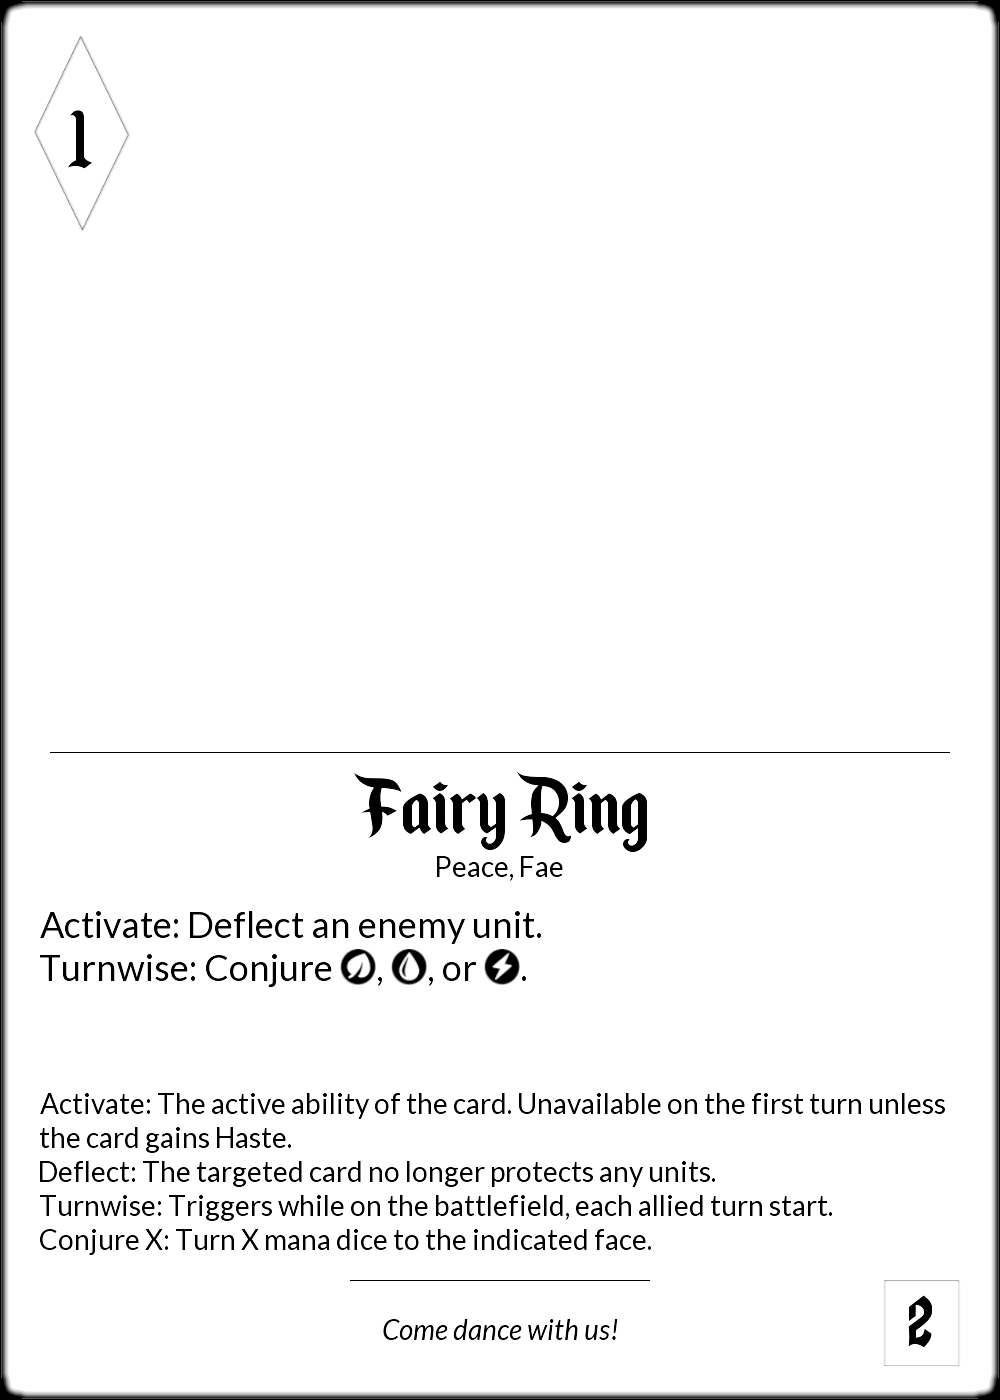 1
Fairy Ring
Peace, Fae
Activate: Deflect an enemy unit.
Turnwise: Conjure , , or .
Activate: The active ability of the card. Unavailable on the first turn unless
the card gains Haste.
Deflect: The targeted card no longer protects any units.
Turnwise: Triggers while on the battlefield, each allied turn start.
Conjure X: Turn X mana dice to the indicated face.
Come dance with us!
2